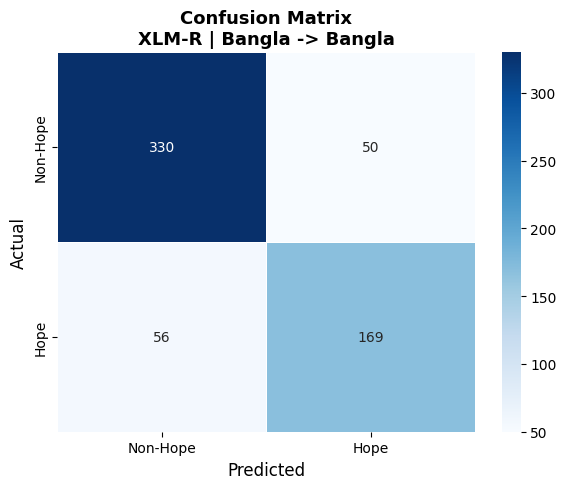 Confusion Matrix
XLM-R | Bangla -> Bangla
Actual
Non-Hope
Hope
330
50
56
169
Non-Hope
Hope
Predicted
300
250
200
150
100
50